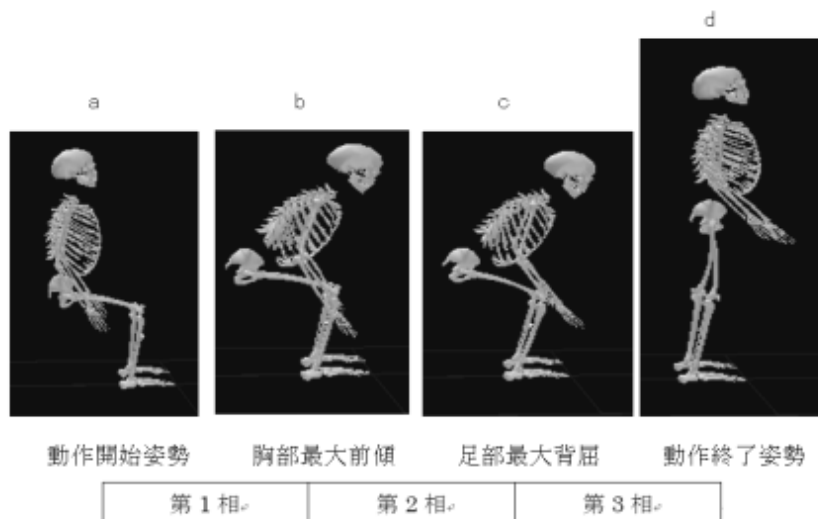 d
a
b
c
動作開始姿勢
胸部最大前傾
足部最大背屈
動作終了姿勢
第1相
第2相
第3相